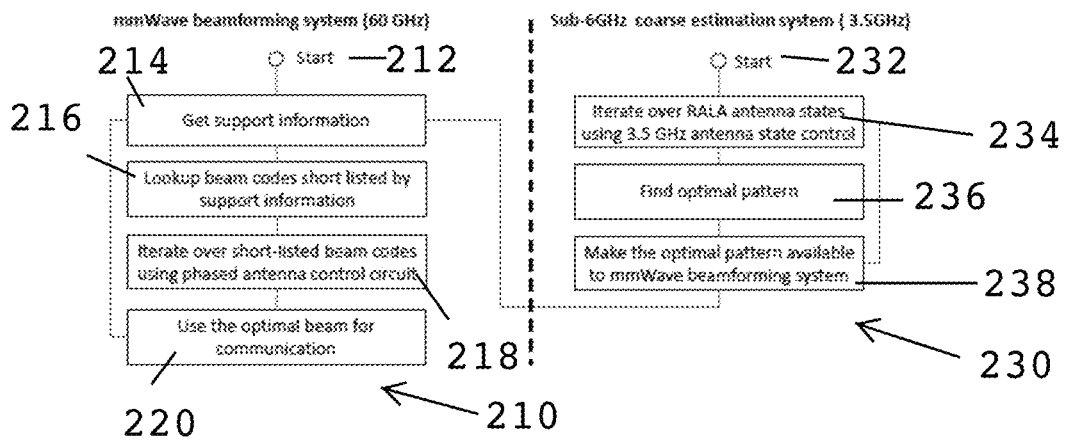 mmWave beamforming system (60 GHz)
Start
212
214
Get support information
216
Lookup beam codes short listed by
support information
Iterate over short-listed beam codes
using phased antenna control circuit
218
Use the optimal beam for
communication
220
210
Sub-6GHz coarse estimation system ( 3.5GHz)
Start
232
Iterate over RALA antenna states
using 3.5 GHz antenna state control
234
Find optimal pattern
236
Make the optimal pattern available
to mmWave beamforming system
238
230